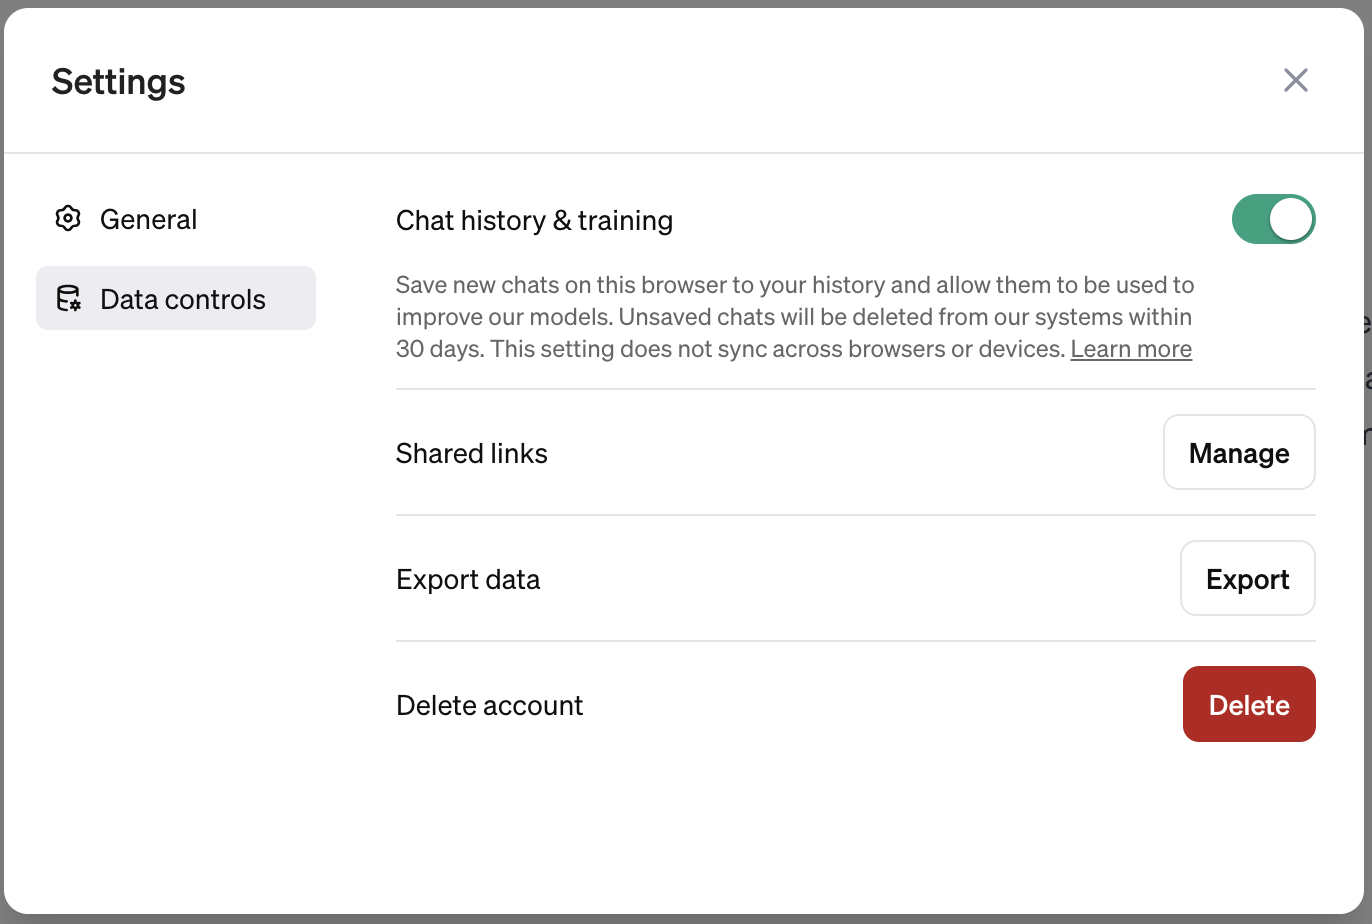 Settings
General
Data controls
Chat history & training
Save new chats on this browser to your history and allow them to be used to
improve our models. Unsaved chats will be deleted from our systems within
30 days. This setting does not sync across browsers or devices. Learn more
Shared links
Manage
Export data
Export
Delete account
Delete